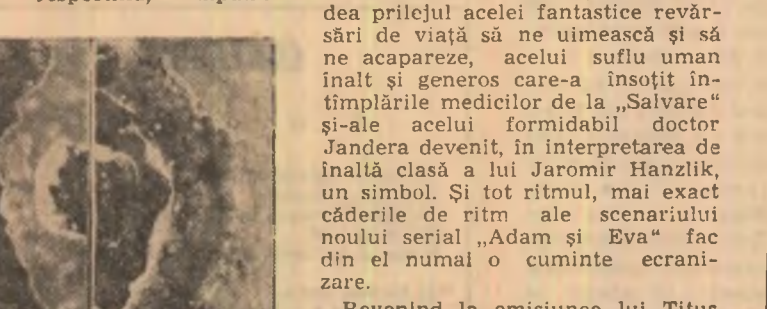 dea prilejul acelei fantastice revăr-
sări de viață să ne uimească și să
ne acapareze, acelui suflu uman
înalt și generos care-a însoțit în-
tîmplările medicilor de la „Salvare“
și-ale acelui formidabil doctor
Jandera devenit, în interpretarea de
înaltă clasă a lui Jaromir Hanzlik,
un simbol. Și tot ritmul, mai exact
căderile de ritm ale scenariului
noului serial „Adam și Eva“ fac
din el numai o cuminte ecrani-
zare.
Revenind la emisiunea lui Titus